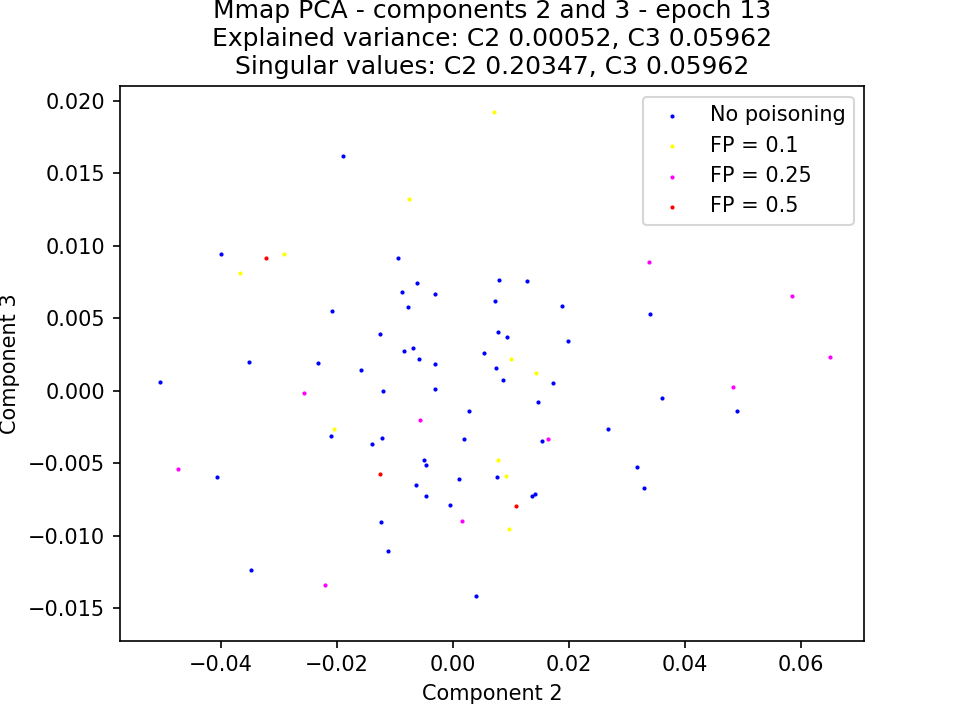 Mmap PCA - components 2 and 3 - epoch 13
Explained variance: C2 0.00052, C3 0.05962
Singular values: C2 0.20347, C3 0.05962
No poisoning
FP = 0.1
FP = 0.25
FP = 0.5
0.020
0.015
0.010
0.005
0.000
−0.005
−0.010
−0.015
Component 3
−0.04
−0.02
0.00
0.02
0.04
0.06
Component 2